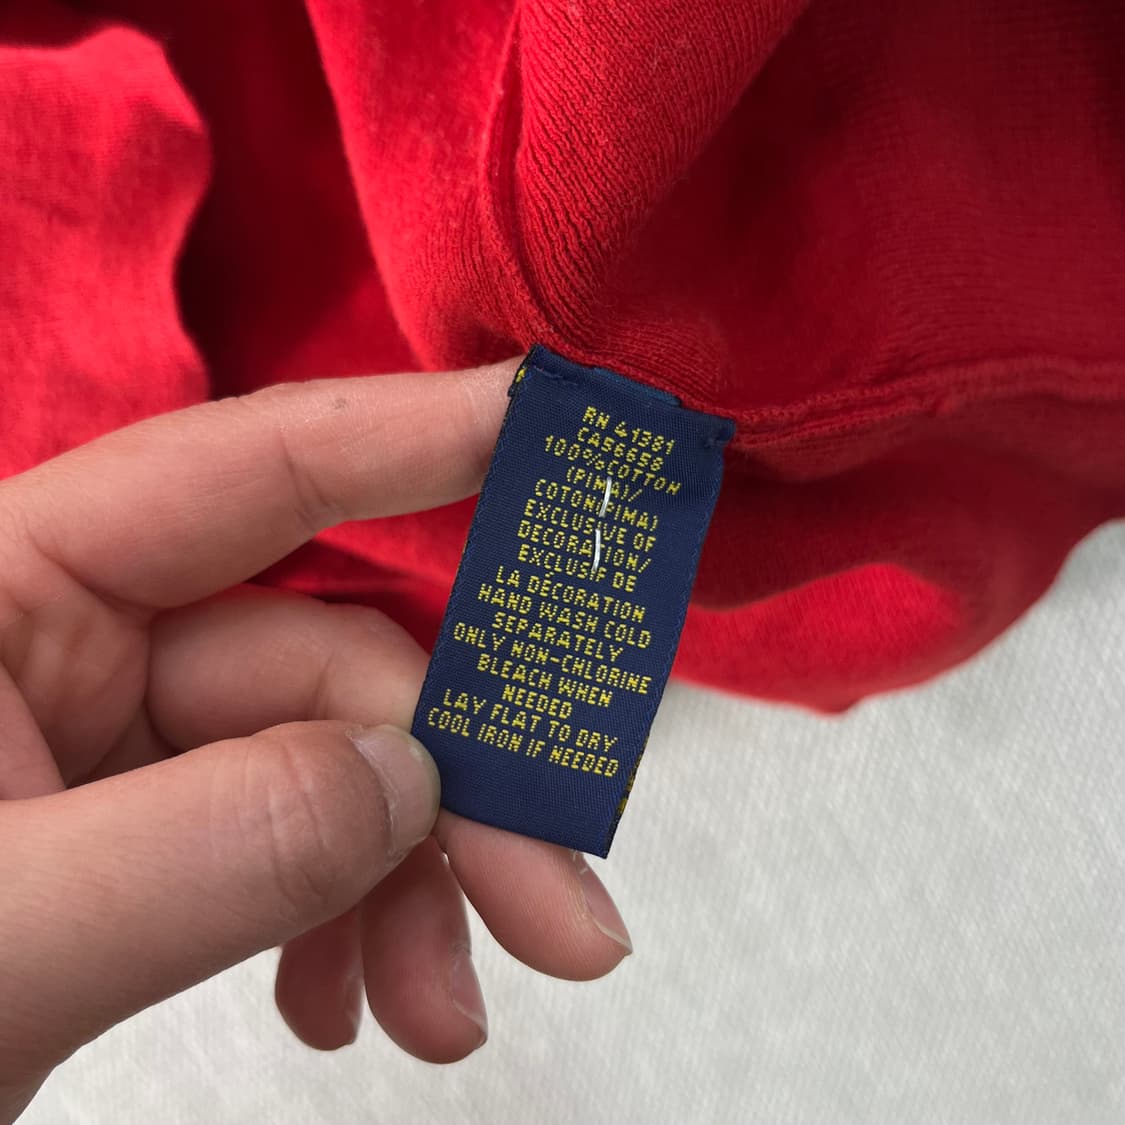 RN 41381
CA56658
100%COTTON
(PIMA)/
COTON(PIMA)
EXCLUSIVE OF
DECORATION/
EXCLUSIF DE
LA DÉCORATION
HAND WASH COLD
SEPARATELY
ONLY NON-CHLORINE
BLEACH WHEN
NEEDED
LAY FLAT TO DRY
COOL IRON IF NEEDED